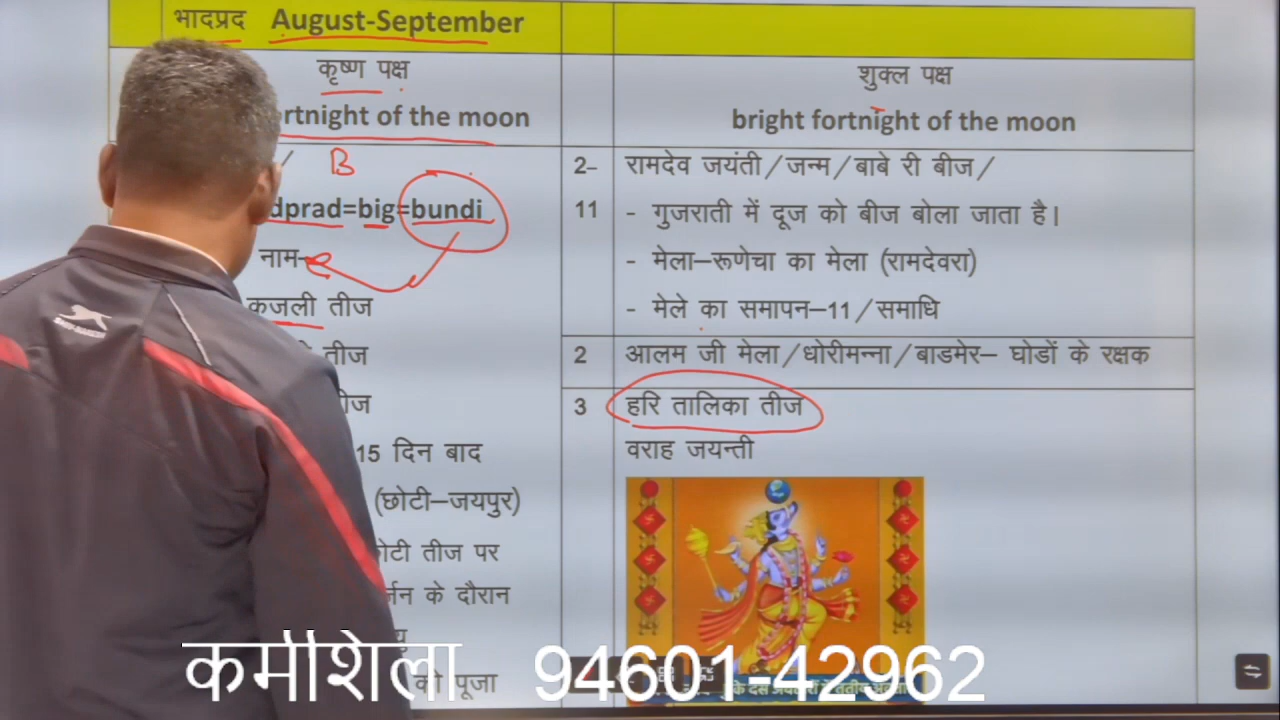 भादप्रद August-September
कृष्ण पक्ष
शुक्ल पक्ष
rtnight of the moon
bright fortnight of the moon
/ B
dprad=big=bundi
नाम-
कजली तीज
तीज
तीज
15 दिन बाद
(छोटी–जयपुर)
ोटी तीज पर
र्जन के दौरान
की पूजा
2– रामदेव जयंती/जन्म/बाबे री बीज/
11 - गुजराती में दूज को बीज बोला जाता है।
- मेला–रूणेचा का मेला (रामदेवरा)
- मेले का समापन–11/समाधि
2 आलम जी मेला/धोरीमन्ना/बाडमेर– घोडों के रक्षक
3 हरि तालिका तीज
वराह जयन्ती
कर्मशिला 94601-42962